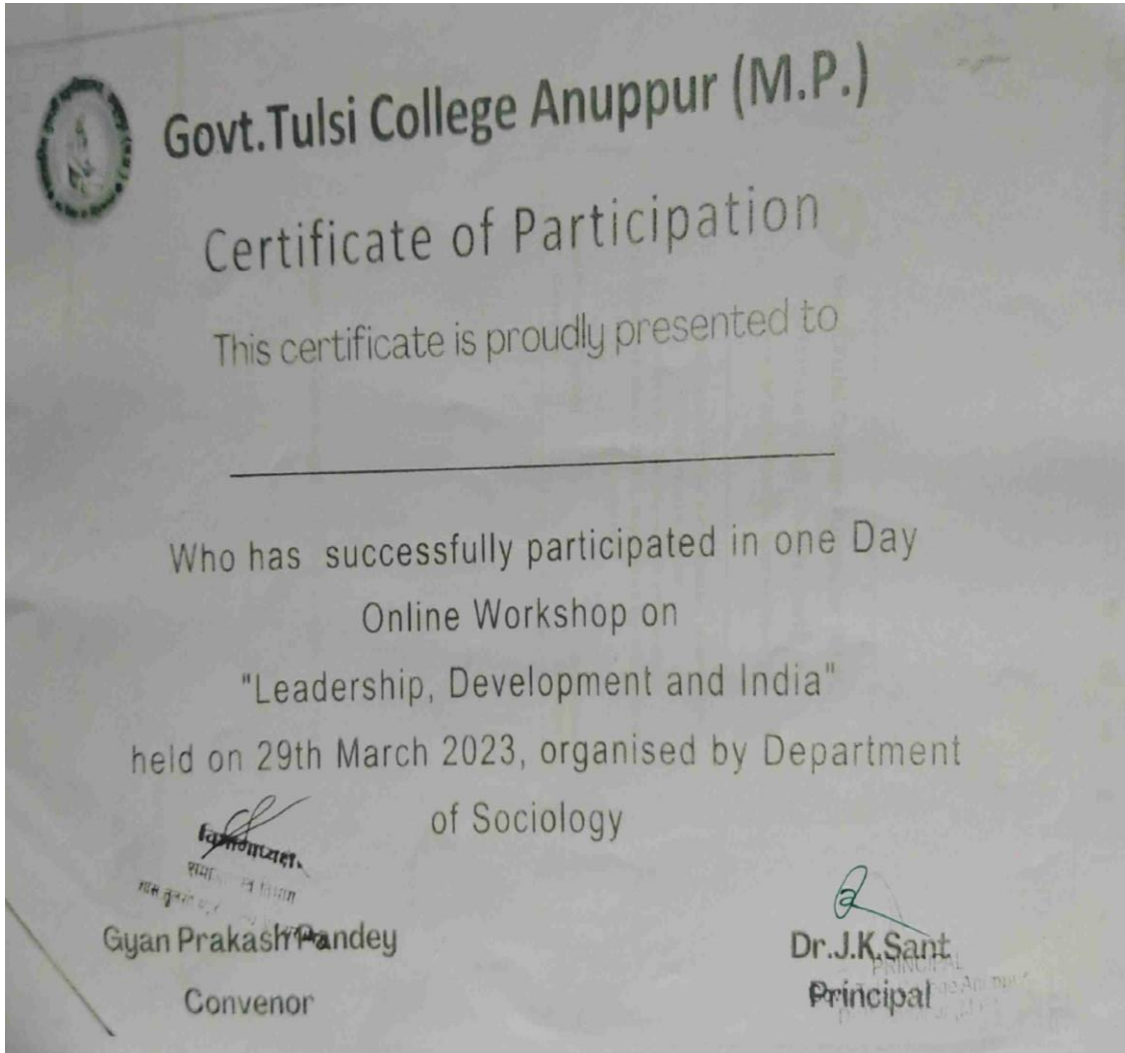 Govt.Tulsi College Anuppur (M.P.)
Certificate of Participation
This certificate is proudly presented to
Who has successfully participated in one Day
Online Workshop on
"Leadership, Development and India"
held on 29th March 2023, organised by Department
of Sociology
विभागाध्यक्ष
Gyan Prakash Pandey
Convenor
Dr.J.K.Sant
PRINCIPAL
Principal